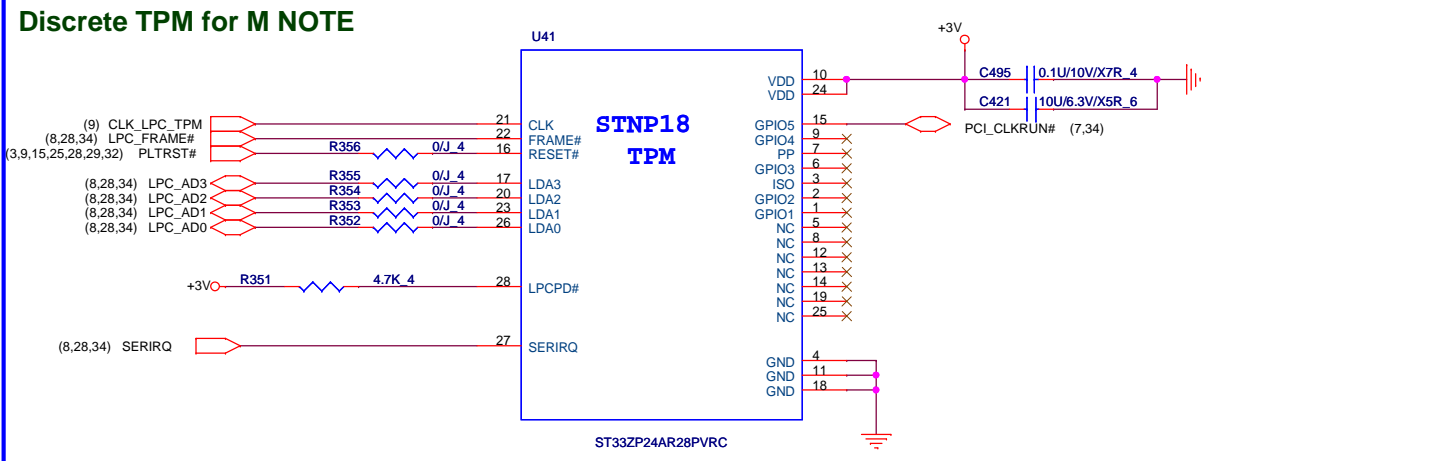 Discrete TPM for M NOTE
U41
+3V
C495 0.1U/10V/X7R_4
C421 10U/6.3V/X5R_6
VDD 10
VDD 24
(9) CLK_LPC_TPM 21 CLK
STNP18
TPM
GPIO5 15 PCI_CLKRUN# (7,34)
(8,28,34) LPC_FRAME# 22 FRAME#
GPIO4 9
(3,9,15,25,28,29,32) PLTRST# R356 0/J_4 16 RESET#
PP 7
GPIO3 6
(8,28,34) LPC_AD3 R355 0/J_4 17 LDA3
ISO 3
(8,28,34) LPC_AD2 R354 0/J_4 20 LDA2
GPIO2 2
(8,28,34) LPC_AD1 R353 0/J_4 23 LDA1
GPIO1 1
(8,28,34) LPC_AD0 R352 0/J_4 26 LDA0
NC 5
NC 8
NC 12
NC 13
+3V R351 4.7K_4 28 LPCPD#
NC 14
NC 19
NC 25
(8,28,34) SERIRQ 27 SERIRQ
GND 4
GND 11
GND 18
ST33ZP24AR28PVRC